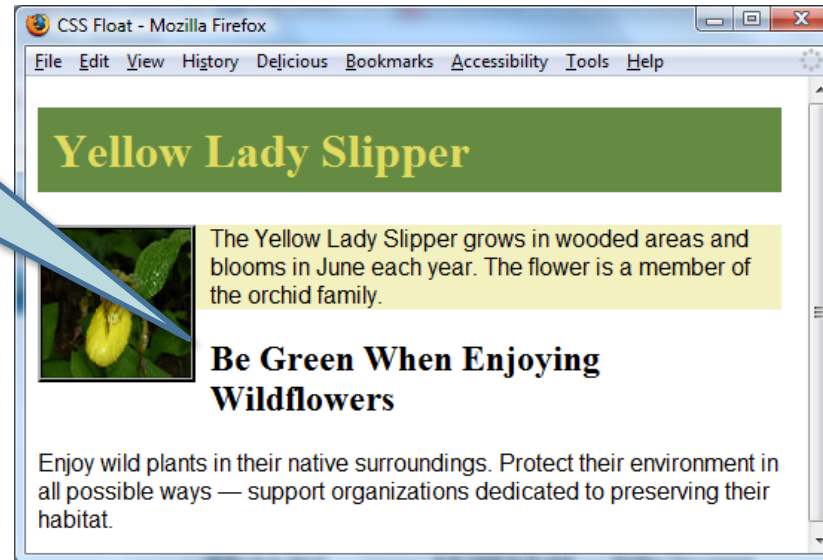 CSS Float - Mozilla Firefox
File Edit View History Delicious Bookmarks Accessibility Tools Help
Yellow Lady Slipper
The Yellow Lady Slipper grows in wooded areas and
blooms in June each year. The flower is a member of
the orchid family.
Be Green When Enjoying
Wildflowers
Enjoy wild plants in their native surroundings. Protect their environment in
all possible ways — support organizations dedicated to preserving their
habitat.